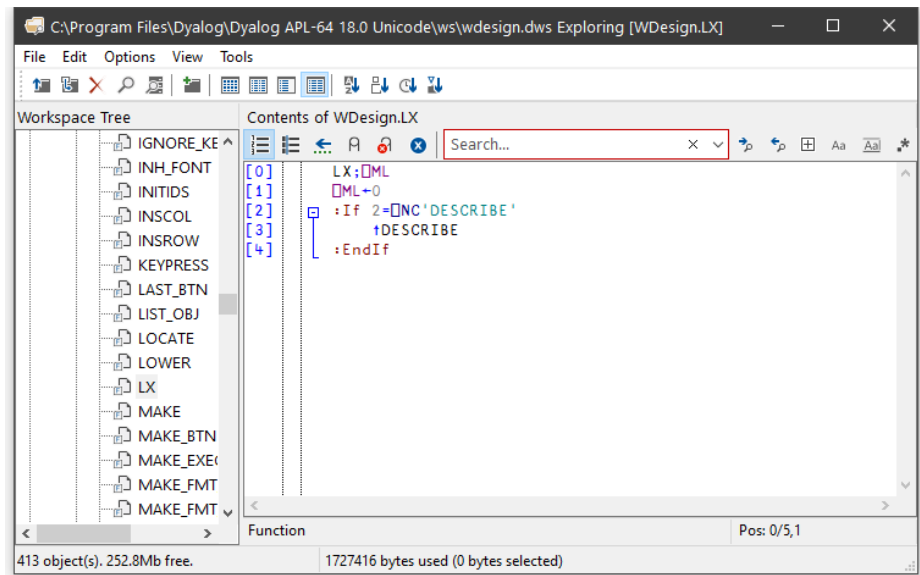 C:\Program Files\Dyalog\Dyalog APL-64 18.0 Unicode\ws\wdesign.dws Exploring [WDesign.LX]
File Edit Options View Tools
Workspace Tree
Contents of WDesign.LX
IGNORE_KE
INH_FONT
INITIDS
INSCOL
INSROW
KEYPRESS
LAST_BTN
LIST_OBJ
LOCATE
LOWER
LX
MAKE
MAKE_BTN
MAKE_EXE
MAKE_FMT
MAKE_FMT
Search...
Aa Aa .*
[0] LX;⎕ML
[1] ⎕ML←0
[2] :If 2=⎕NC'DESCRIBE'
[3] ↑DESCRIBE
[4] :EndIf
Function Pos: 0/5,1
413 object(s). 252.8Mb free. 1727416 bytes used (0 bytes selected)